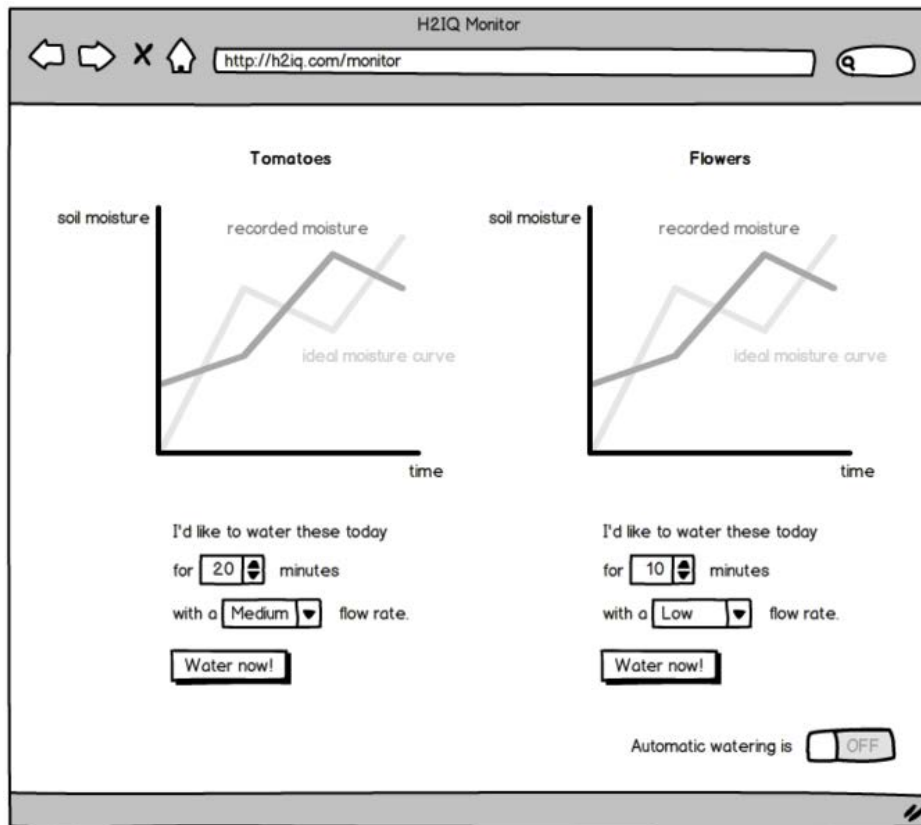 H2IQ Monitor
http://h2iq.com/monitor
Tomatoes
soil moisture
recorded moisture
ideal moisture curve
time
I'd like to water these today
for 20 minutes
with a Medium flow rate.
Water now!
Flowers
soil moisture
recorded moisture
ideal moisture curve
time
I'd like to water these today
for 10 minutes
with a Low flow rate.
Water now!
Automatic watering is OFF